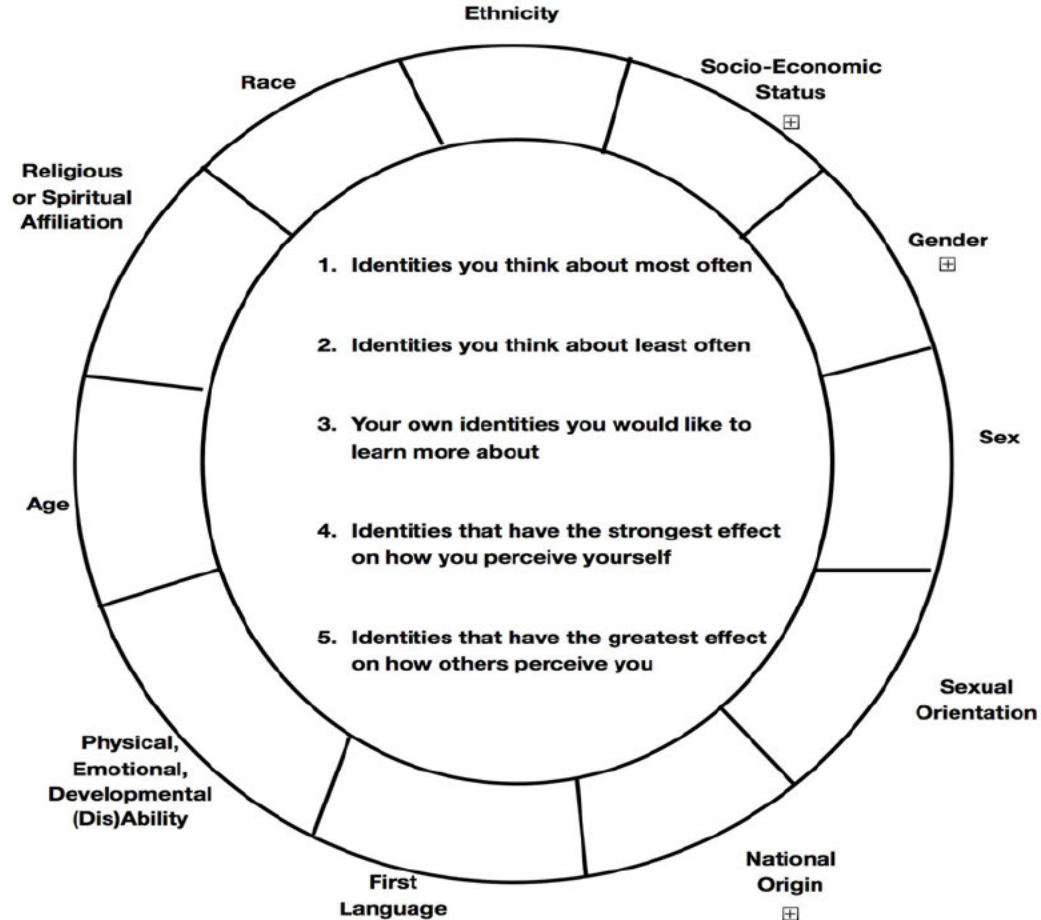 Ethnicity
Socio-Economic
Status
Race
Religious
or Spiritual
Affiliation
Gender
Sex
Age
Sexual
Orientation
Physical,
Emotional,
Developmental
(Dis)Ability
First
Language
National
Origin
1. Identities you think about most often
2. Identities you think about least often
3. Your own identities you would like to
learn more about
4. Identities that have the strongest effect
on how you perceive yourself
5. Identities that have the greatest effect
on how others perceive you